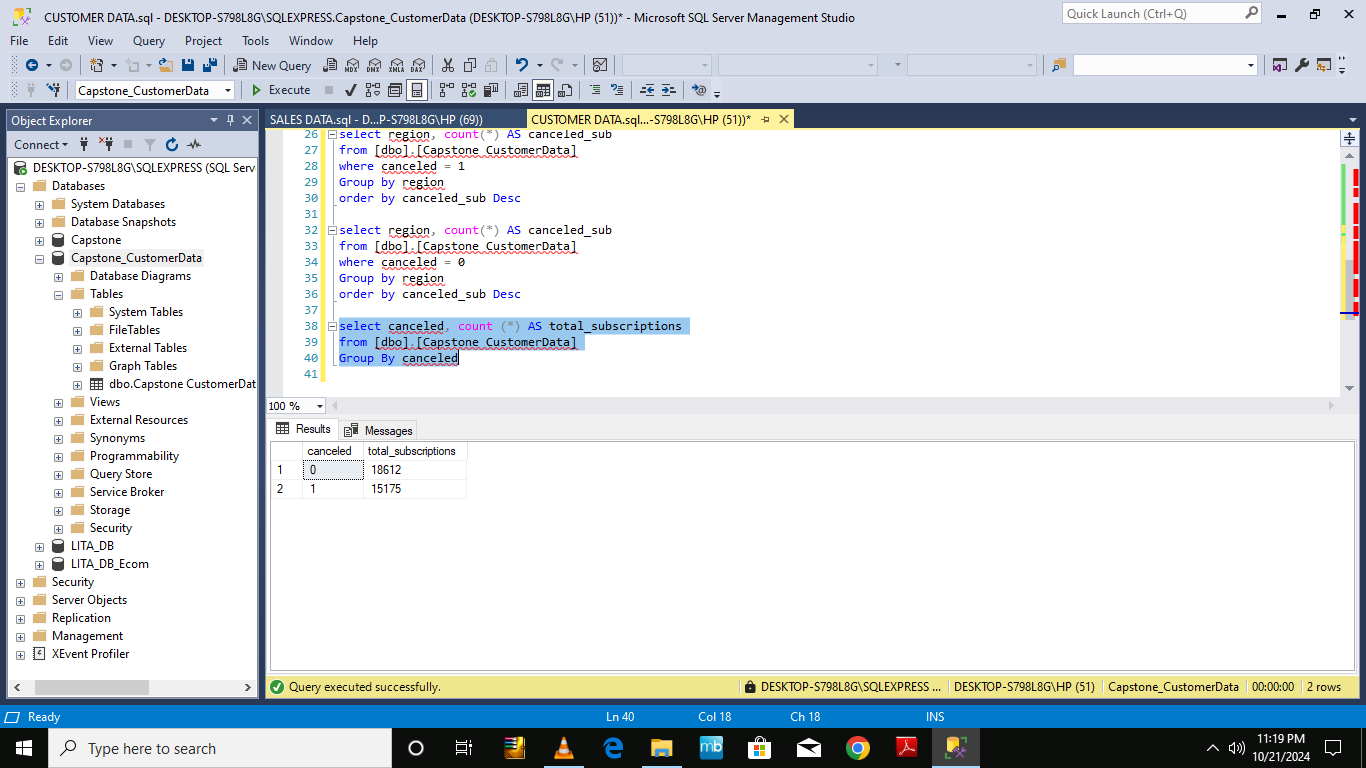 CUSTOMER DATA.sql - DESKTOP-S798L8G\SQLEXPRESS.Capstone_CustomerData (DESKTOP-S798L8G\HP (51))* - Microsoft SQL Server Management Studio
Quick Launch (Ctrl+Q)
File Edit View Query Project Tools Window Help
New Query MDX DMX XMLA DAX
Capstone_CustomerData Execute
Object Explorer
SALES DATA.sql - D...P-S798L8G\HP (69))
CUSTOMER DATA.sql...-S798L8G\HP (51))*
Connect
DESKTOP-S798L8G\SQLEXPRESS (SQL Serv
Databases
System Databases
Database Snapshots
Capstone
Capstone_CustomerData
Database Diagrams
Tables
System Tables
FileTables
External Tables
Graph Tables
dbo.Capstone CustomerDat
Views
External Resources
Synonyms
Programmability
Query Store
Service Broker
Storage
Security
LITA_DB
LITA_DB_Ecom
Security
Server Objects
Replication
Management
XEvent Profiler
26 select region, count(*) AS canceled_sub
27 from [dbo].[Capstone CustomerData]
28 where canceled = 1
29 Group by region
30 order by canceled_sub Desc
31
32 select region, count(*) AS canceled_sub
33 from [dbo].[Capstone CustomerData]
34 where canceled = 0
35 Group by region
36 order by canceled_sub Desc
37
38 select canceled, count (*) AS total_subscriptions
39 from [dbo].[Capstone CustomerData]
40 Group By canceled
41
100 %
Results Messages
canceled total_subscriptions
1 0 18612
2 1 15175
Query executed successfully.
DESKTOP-S798L8G\SQLEXPRESS ... DESKTOP-S798L8G\HP (51) Capstone_CustomerData 00:00:00 2 rows
Ready Ln 40 Col 18 Ch 18 INS
Type here to search
mb
11:19 PM
10/21/2024